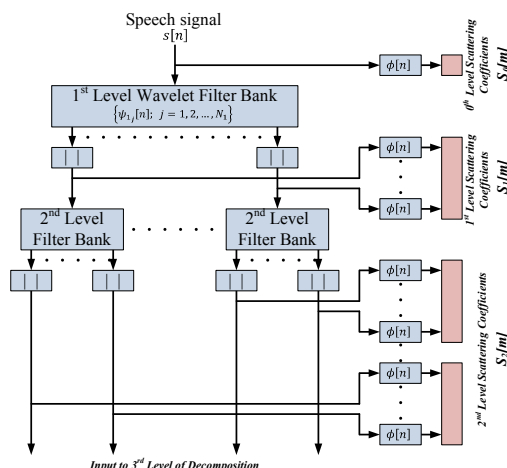 Speech signal
s[n]
ϕ[n]
0th Level Scattering Coefficients
S0[m]
1st Level Wavelet Filter Bank
{ψ1j[n]; j = 1, 2, …, N1}
. . . . . . . . . . . .
| |
| |
ϕ[n]
ϕ[n]
1st Level Scattering Coefficients
S1[m]
2nd Level Filter Bank
. . . . . .
2nd Level Filter Bank
| |
| |
| |
| |
ϕ[n]
ϕ[n]
ϕ[n]
ϕ[n]
2nd Level Scattering Coefficients
S2[m]
Input to 3rd Level of Decomposition